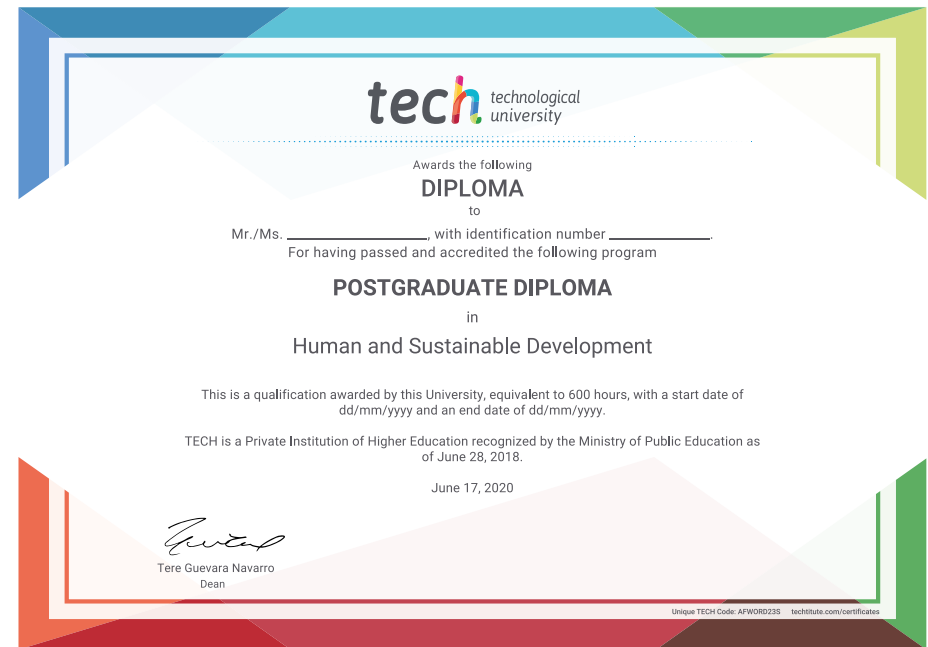 tech technological
university
Awards the following
DIPLOMA
to
Mr./Ms. ____________________, with identification number ______________.
For having passed and accredited the following program
POSTGRADUATE DIPLOMA
in
Human and Sustainable Development
This is a qualification awarded by this University, equivalent to 600 hours, with a start date of
dd/mm/yyyy and an end date of dd/mm/yyyy.
TECH is a Private Institution of Higher Education recognized by the Ministry of Public Education as
of June 28, 2018.
June 17, 2020
Tere Guevara Navarro
Dean
Unique TECH Code: AFWORD23S techtitute.com/certificates